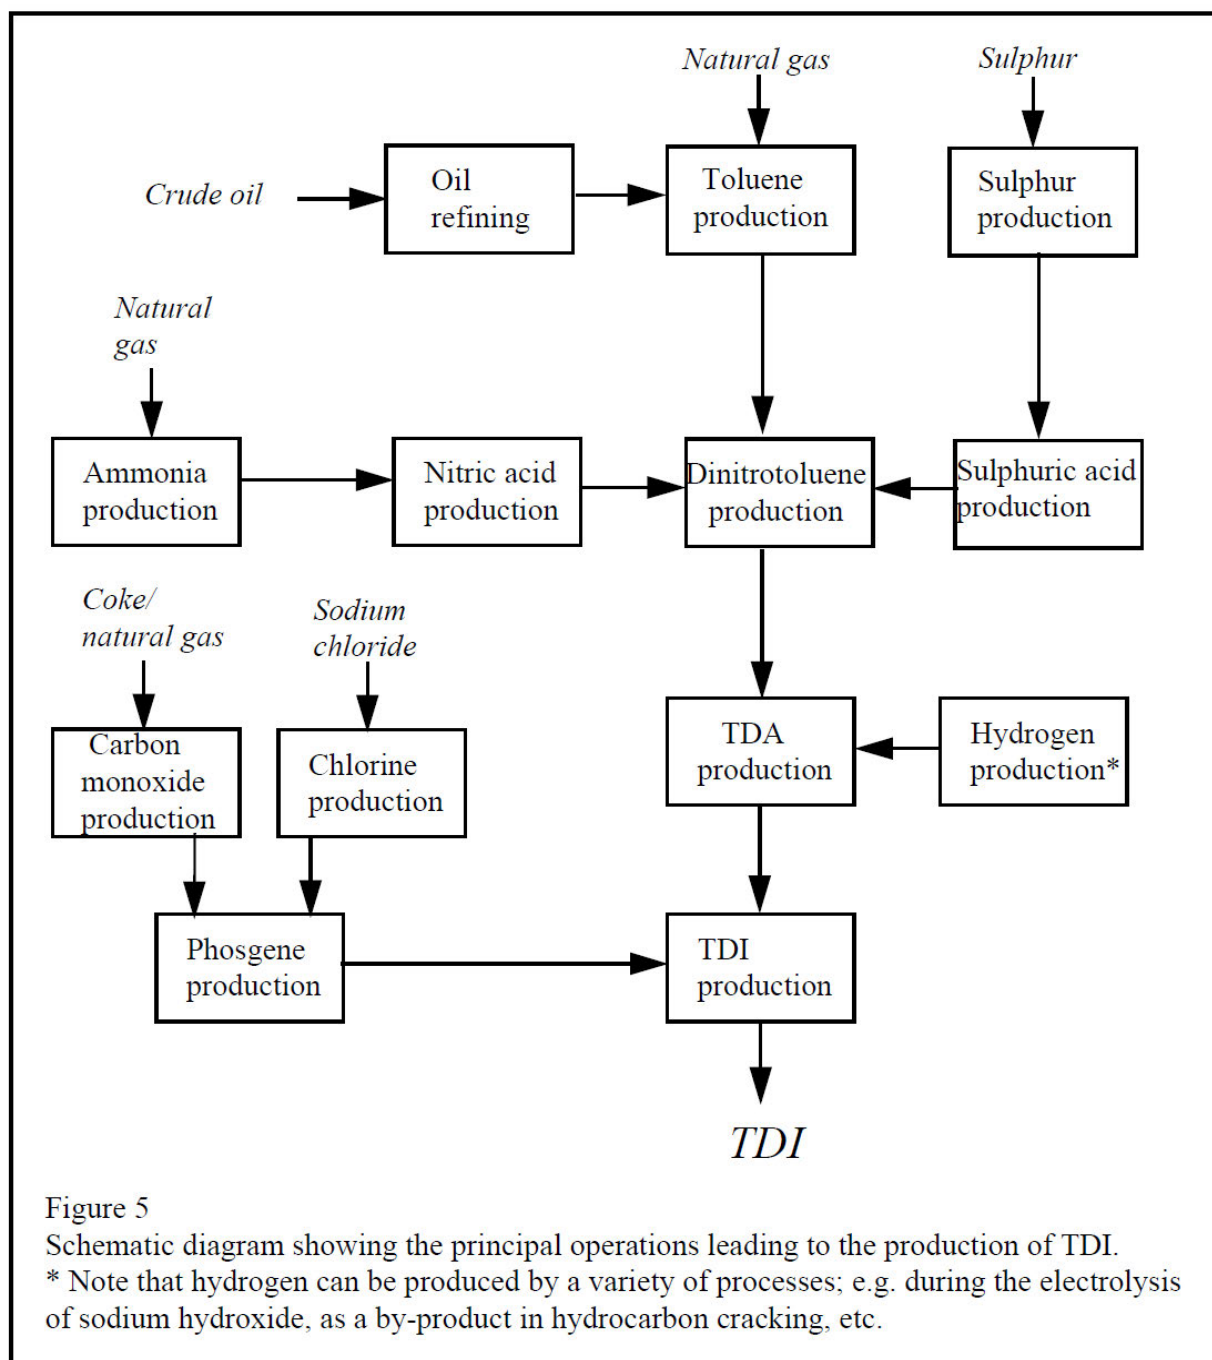 Natural gas
Sulphur
Crude oil
Oil
refining
Toluene
production
Sulphur
production
Natural
gas
Ammonia
production
Nitric acid
production
Dinitrotoluene
production
Sulphuric acid
production
Coke/
natural gas
Sodium
chloride
Carbon
monoxide
production
Chlorine
production
TDA
production
Hydrogen
production*
Phosgene
production
TDI
production
TDI
Figure 5
Schematic diagram showing the principal operations leading to the production of TDI.
* Note that hydrogen can be produced by a variety of processes; e.g. during the electrolysis
of sodium hydroxide, as a by-product in hydrocarbon cracking, etc.